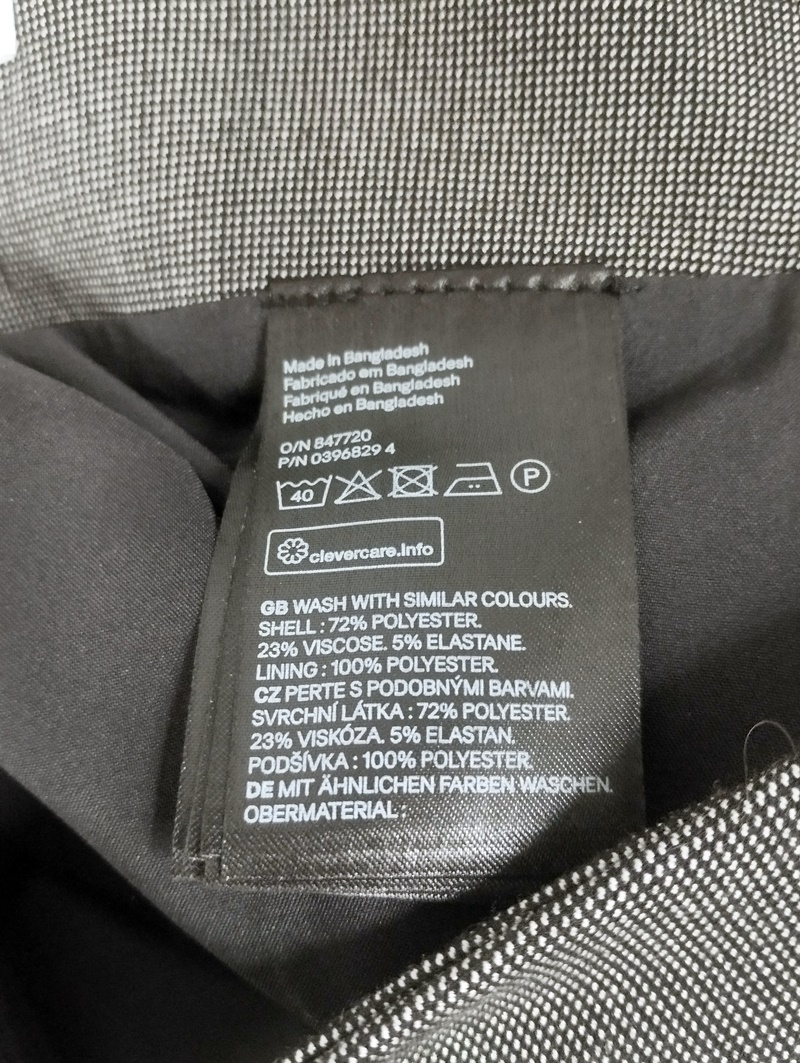 Made in Bangladesh
Fabricado em Bangladesh
Fabriqué en Bangladesh
Hecho en Bangladesh
O/N 847720
P/N 0396829 4
40 P
clevercare.info
GB WASH WITH SIMILAR COLOURS.
SHELL : 72% POLYESTER.
23% VISCOSE. 5% ELASTANE.
LINING : 100% POLYESTER.
CZ PERTE S PODOBNÝMI BARVAMI.
SVRCHNÍ LÁTKA : 72% POLYESTER.
23% VISKÓZA. 5% ELASTAN.
PODŠÍVKA : 100% POLYESTER.
DE MIT ÄHNLICHEN FARBEN WASCHEN.
OBERMATERIAL :